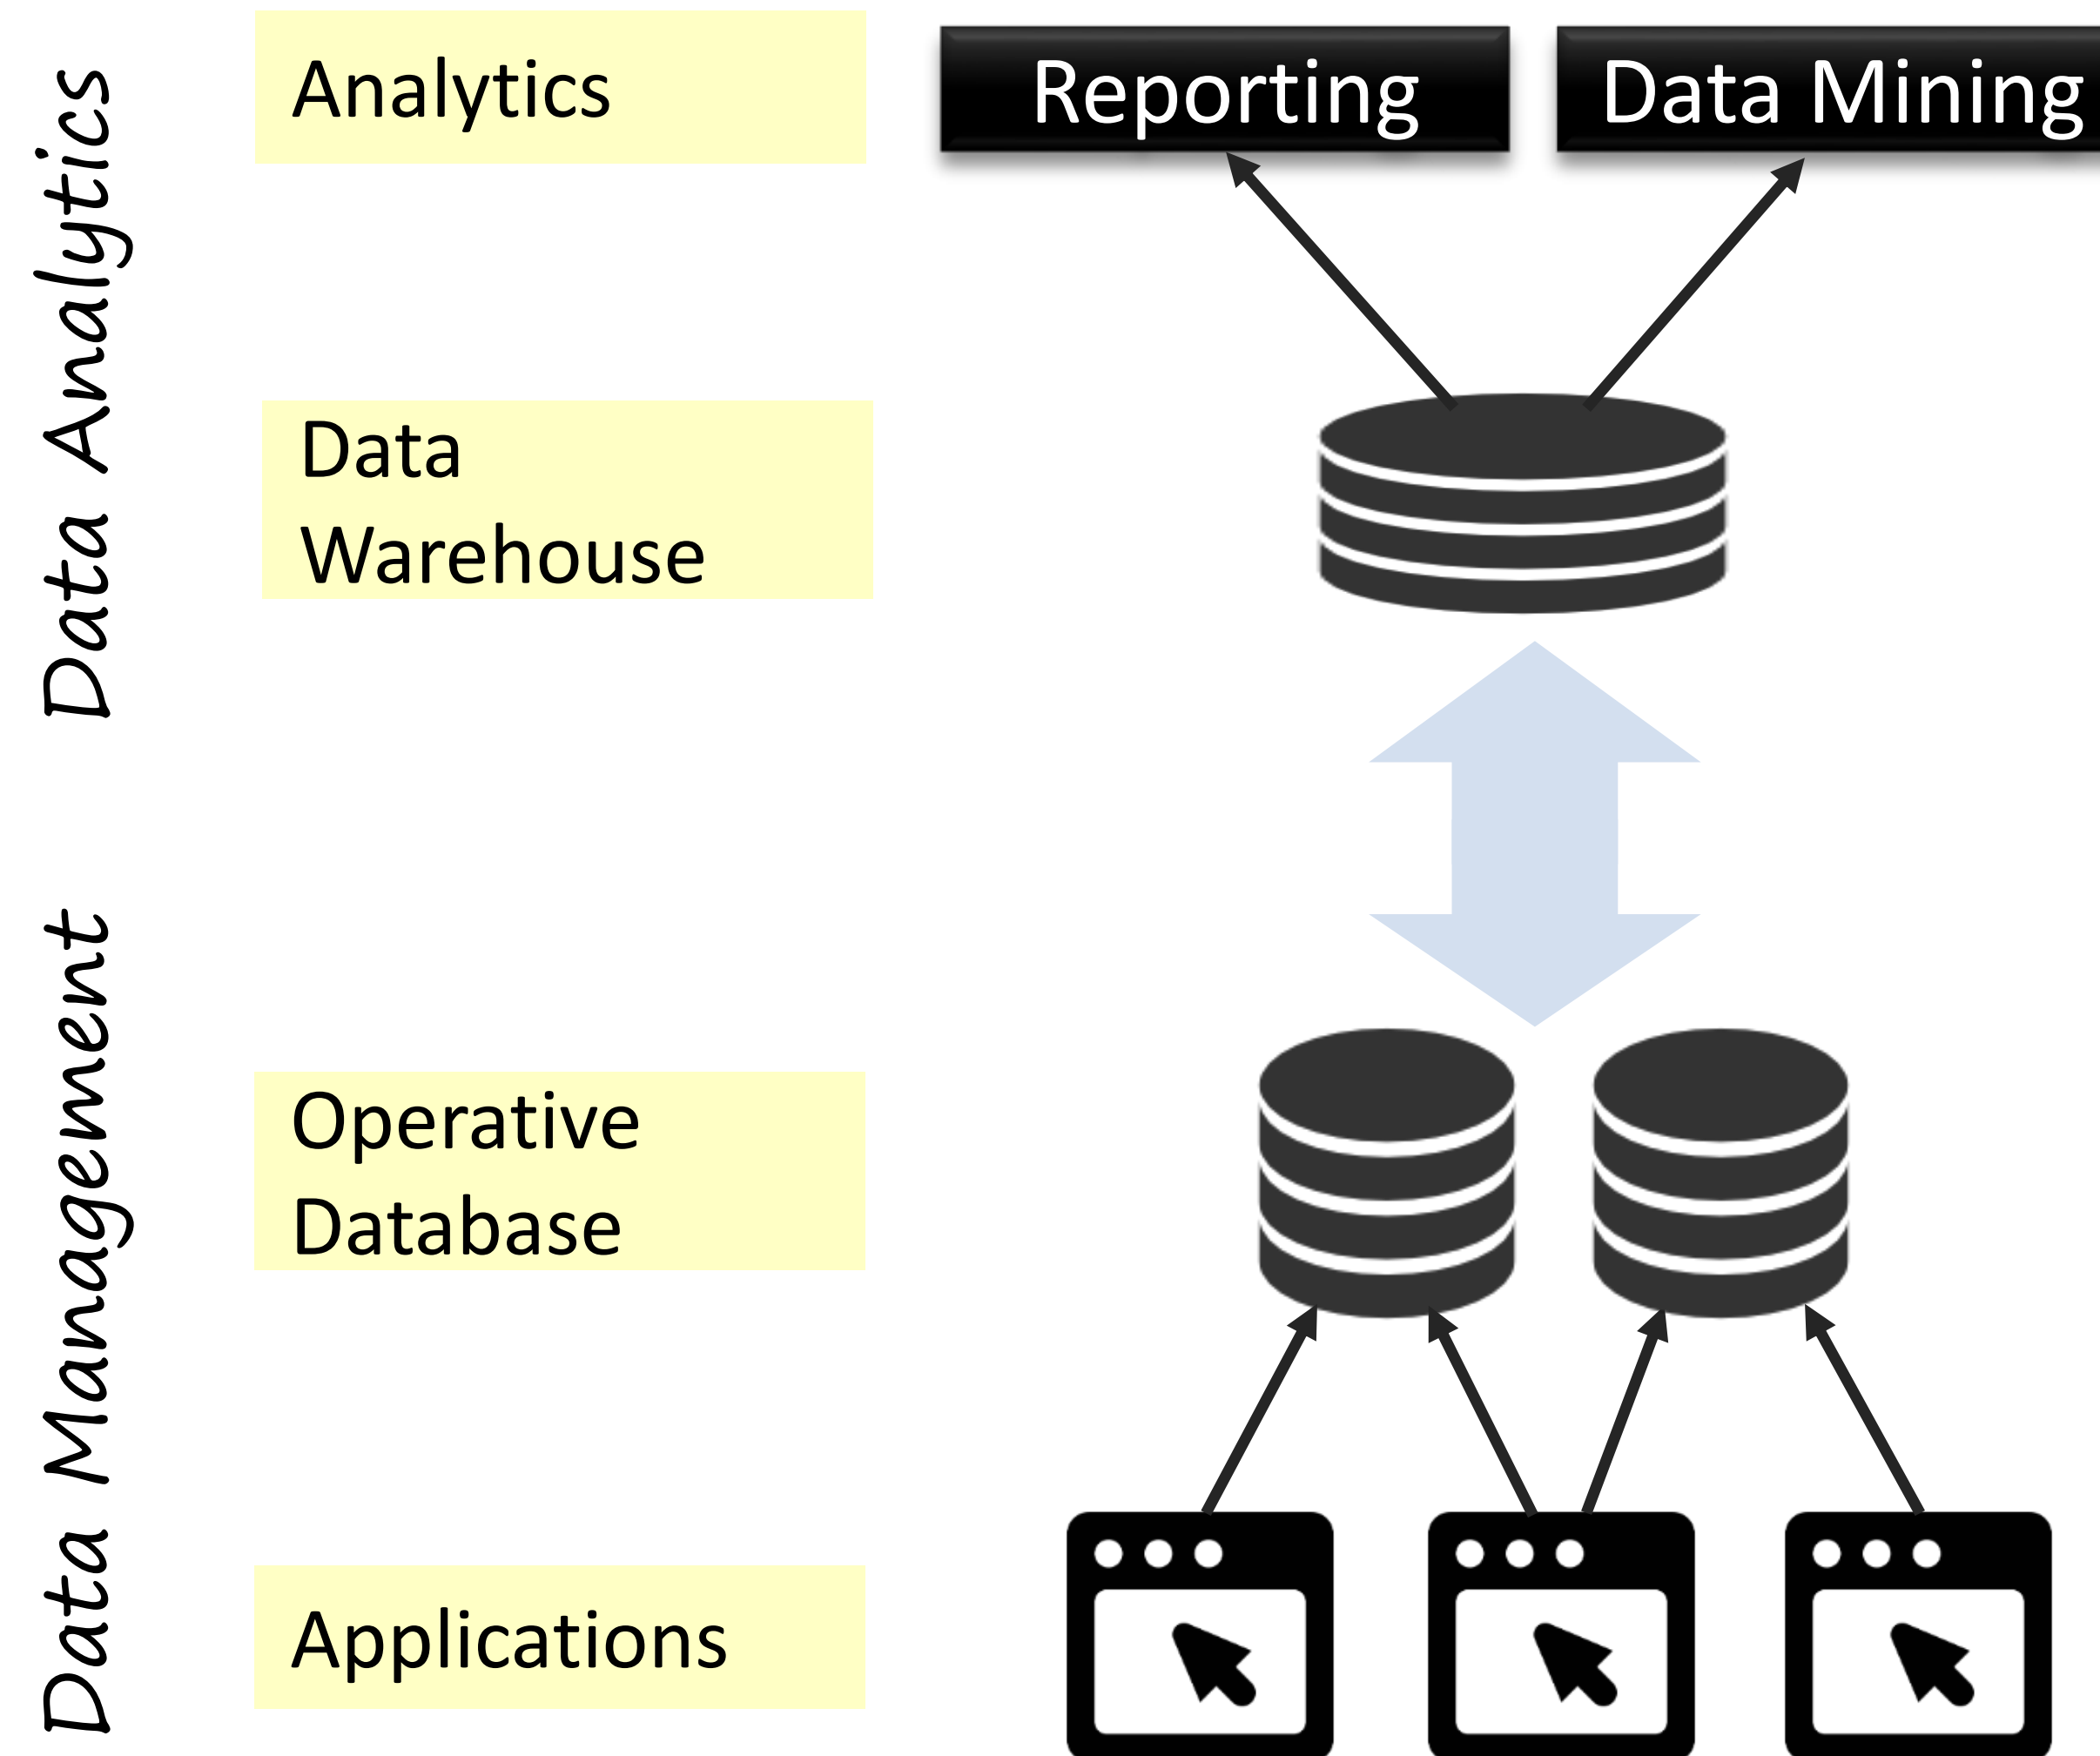 Data Analytics
Analytics
Reporting
Data Mining
Data
Warehouse
Data Management
Operative
Database
Applications